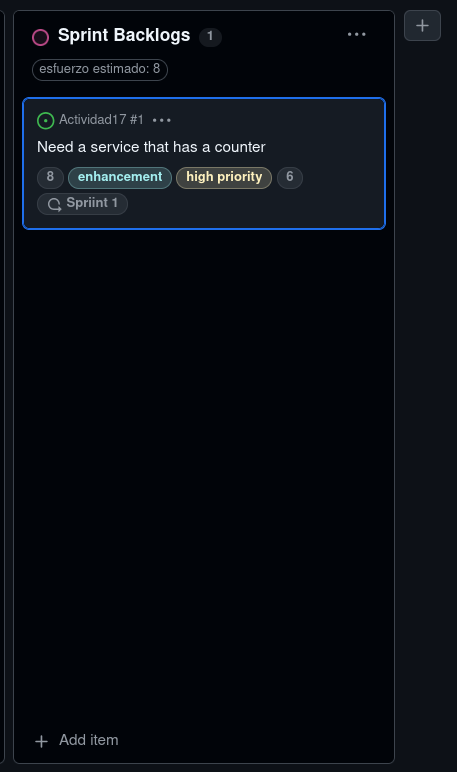 Sprint Backlogs 1
esfuerzo estimado: 8
Actividad17 #1
Need a service that has a counter
8 enhancement high priority 6
Spriint 1
Add item